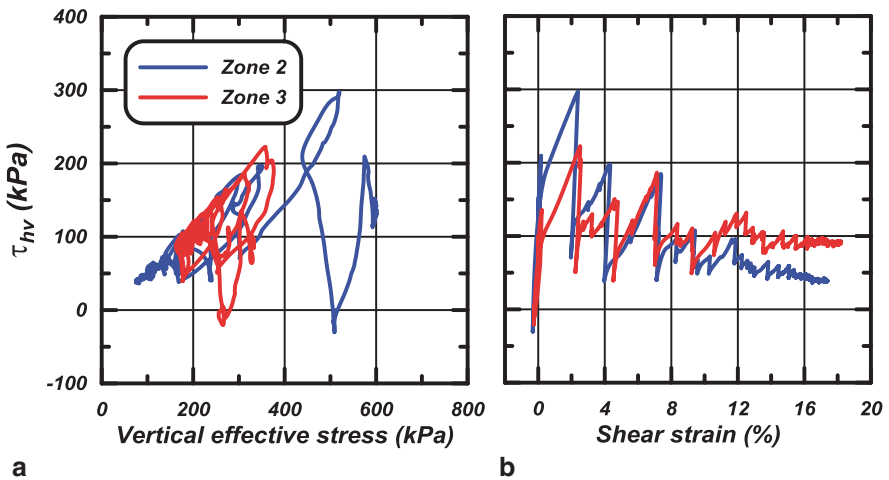 400
300
200
100
0
-100
τhv (kPa)
Zone 2
Zone 3
0 200 400 600 800
0 4 8 12 16 20
Vertical effective stress (kPa)
Shear strain (%)
a
b